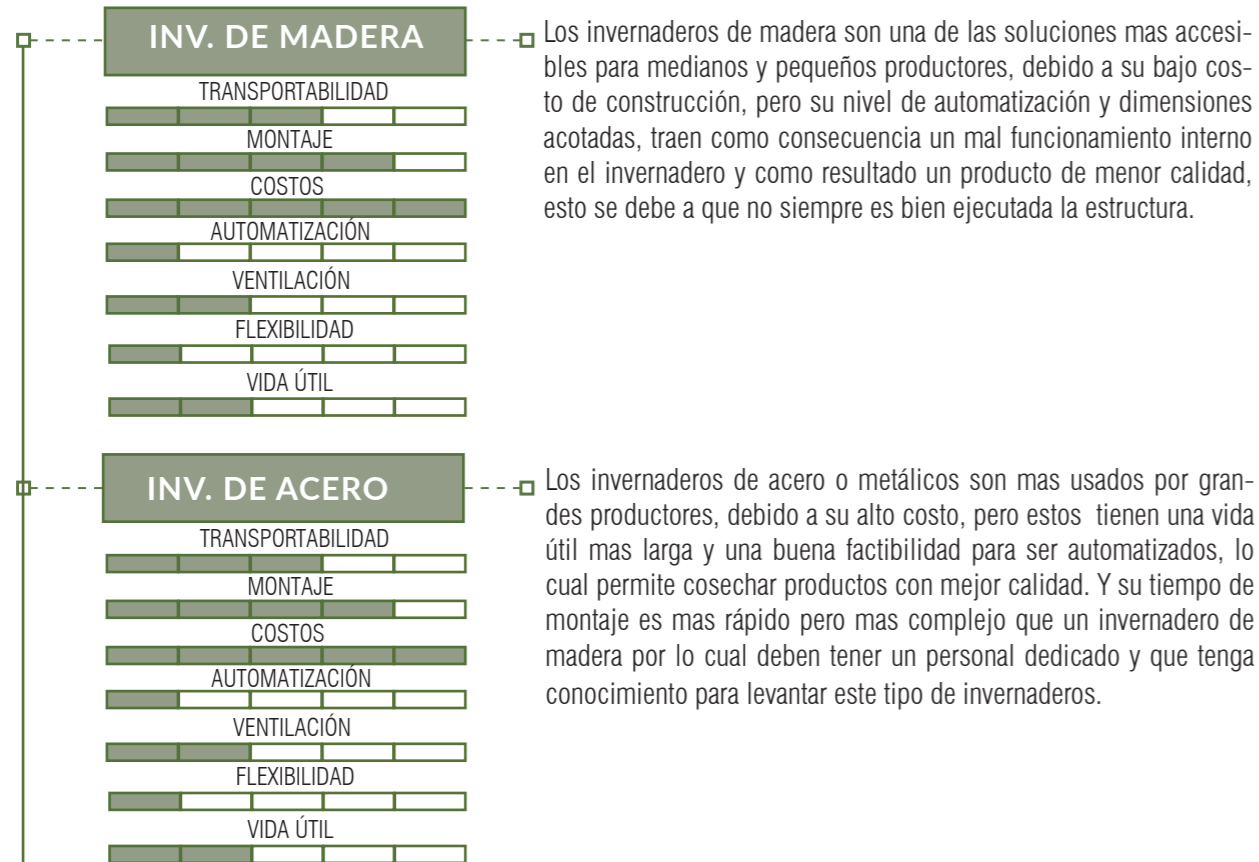 INV. DE MADERA
TRANSPORTABILIDAD
MONTAJE
COSTOS
AUTOMATIZACIÓN
VENTILACIÓN
FLEXIBILIDAD
VIDA ÚTIL
Los invernaderos de madera son una de las soluciones mas accesi-
bles para medianos y pequeños productores, debido a su bajo cos-
to de construcción, pero su nivel de automatización y dimensiones
acotadas, traen como consecuencia un mal funcionamiento interno
en el invernadero y como resultado un producto de menor calidad,
esto se debe a que no siempre es bien ejecutada la estructura.
INV. DE ACERO
TRANSPORTABILIDAD
MONTAJE
COSTOS
AUTOMATIZACIÓN
VENTILACIÓN
FLEXIBILIDAD
VIDA ÚTIL
Los invernaderos de acero o metálicos son mas usados por gran-
des productores, debido a su alto costo, pero estos  tienen una vida
útil mas larga y una buena factibilidad para ser automatizados, lo
cual permite cosechar productos con mejor calidad. Y su tiempo de
montaje es mas rápido pero mas complejo que un invernadero de
madera por lo cual deben tener un personal dedicado y que tenga
conocimiento para levantar este tipo de invernaderos.